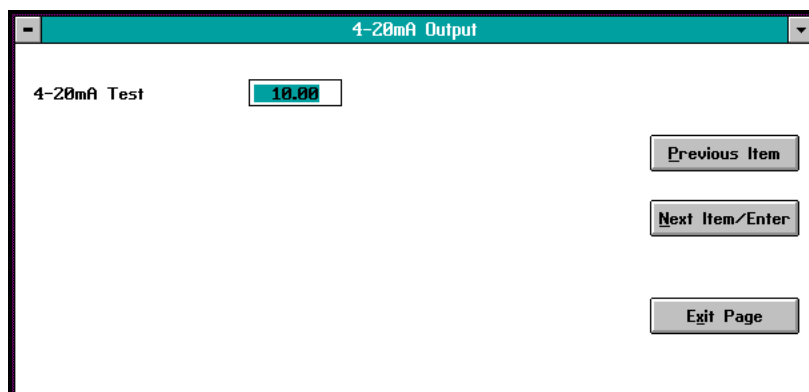 4-20mA Output
4-20mA Test 10.00
Previous Item
Next Item/Enter
Exit Page